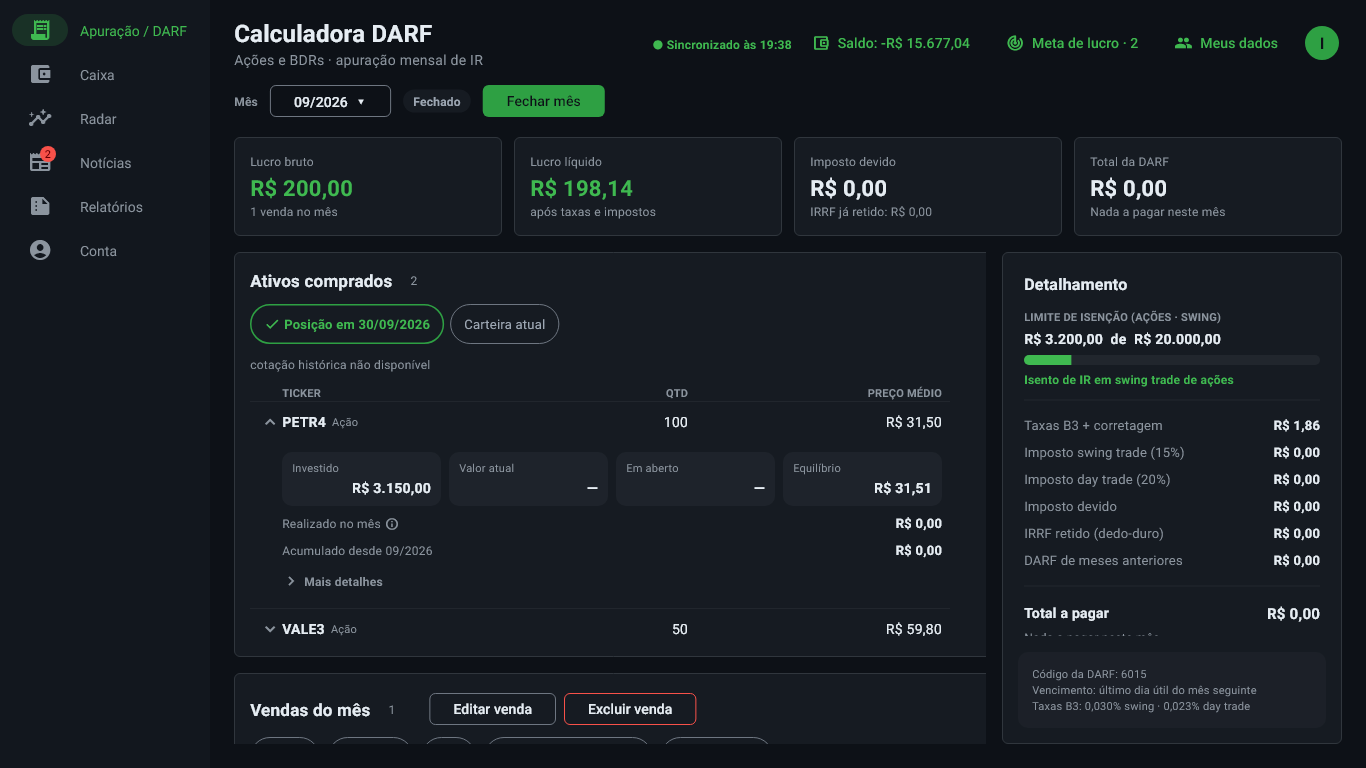 Apuração / DARF
Caixa
Radar
2
Notícias
Relatórios
Conta
Calculadora DARF
Ações e BDRs · apuração mensal de IR
Sincronizado às 19:38
Saldo: -R$ 15.677,04
Meta de lucro · 2
Meus dados
I
Mês
09/2026
Fechado
Fechar mês
Lucro bruto
R$ 200,00
1 venda no mês
Lucro líquido
R$ 198,14
após taxas e impostos
Imposto devido
R$ 0,00
IRRF já retido: R$ 0,00
Total da DARF
R$ 0,00
Nada a pagar neste mês
Ativos comprados 2
Posição em 30/09/2026
Carteira atual
cotação histórica não disponível
TICKER QTD PREÇO MÉDIO
PETR4 Ação 100 R$ 31,50
Investido
R$ 3.150,00
Valor atual
—
Em aberto
—
Equilíbrio
R$ 31,51
Realizado no mês R$ 0,00
Acumulado desde 09/2026 R$ 0,00
Mais detalhes
VALE3 Ação 50 R$ 59,80
Vendas do mês 1
Editar venda
Excluir venda
Detalhamento
LIMITE DE ISENÇÃO (AÇÕES · SWING)
R$ 3.200,00 de R$ 20.000,00
Isento de IR em swing trade de ações
Taxas B3 + corretagem R$ 1,86
Imposto swing trade (15%) R$ 0,00
Imposto day trade (20%) R$ 0,00
Imposto devido R$ 0,00
IRRF retido (dedo-duro) R$ 0,00
DARF de meses anteriores R$ 0,00
Total a pagar R$ 0,00
Código da DARF: 6015
Vencimento: último dia útil do mês seguinte
Taxas B3: 0,030% swing · 0,023% day trade